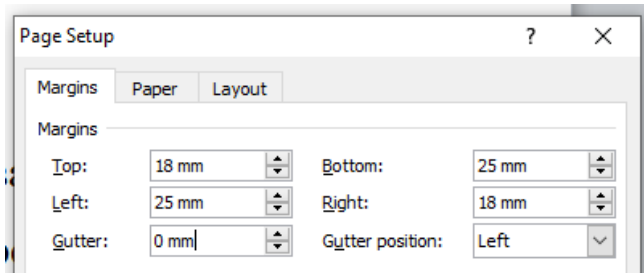 Page Setup ?
Margins Paper Layout
Margins
Top: 18 mm Bottom: 25 mm
Left: 25 mm Right: 18 mm
Gutter: 0 mm Gutter position: Left